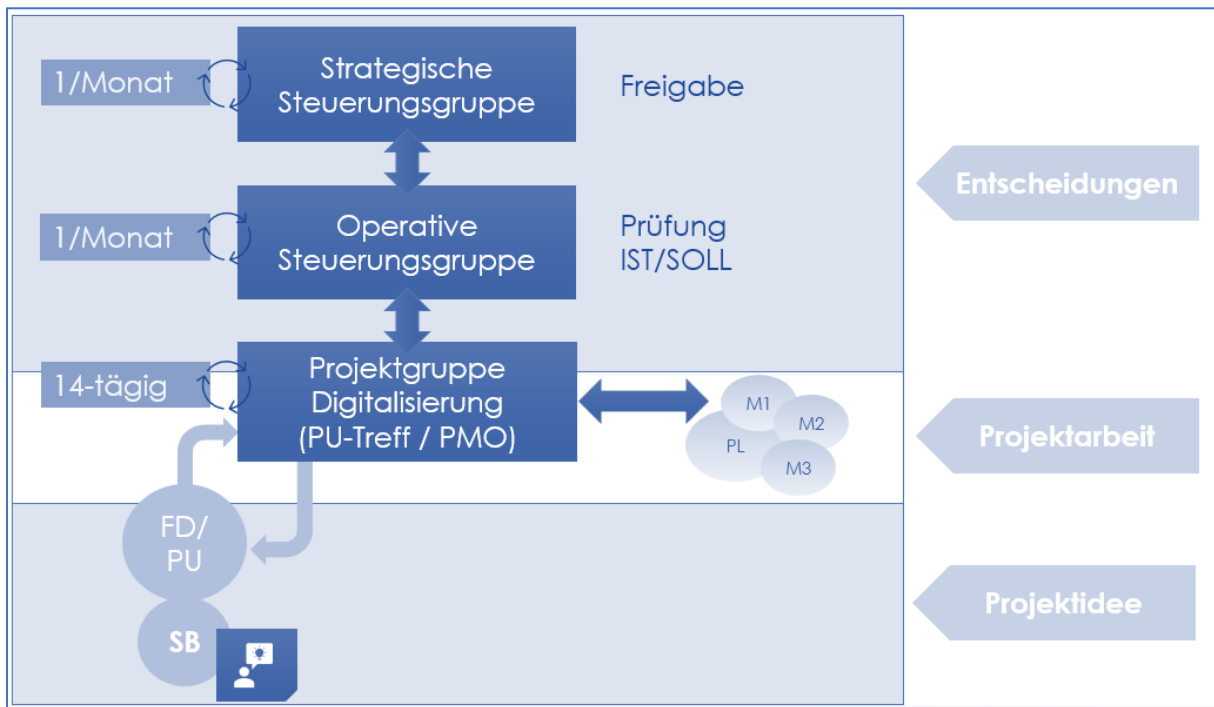 1/Monat
Strategische
Steuerungsgruppe
Freigabe
Entscheidungen
1/Monat
Operative
Steuerungsgruppe
Prüfung
IST/SOLL
14-tägig
Projektgruppe
Digitalisierung
(PU-Treff / PMO)
M1
M2
PL
M3
Projektarbeit
FD/
PU
SB
Projektidee